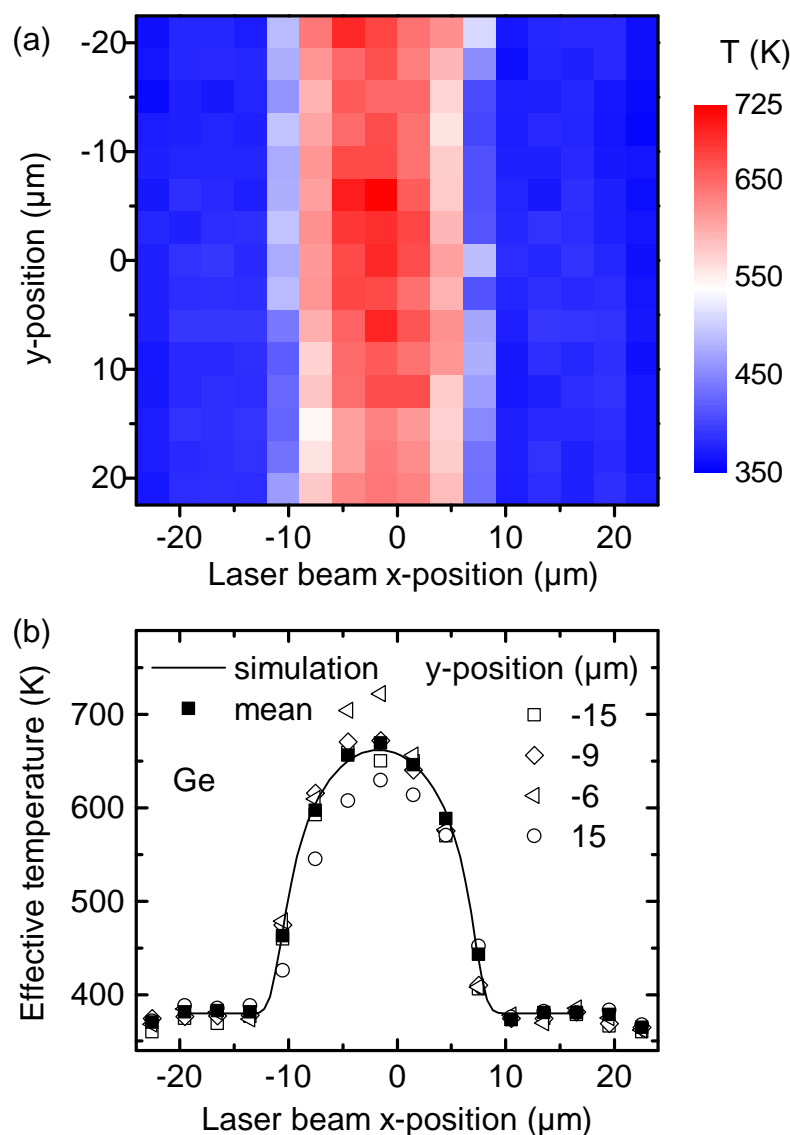 (a)
T (K)
-20
-10
0
10
20
y-position (µm)
725
650
550
450
350
-20 -10 0 10 20
Laser beam x-position (µm)
(b)
simulation
mean
y-position (µm)
-15
-9
-6
15
Ge
700
600
500
400
Effective temperature (K)
-20 -10 0 10 20
Laser beam x-position (µm)